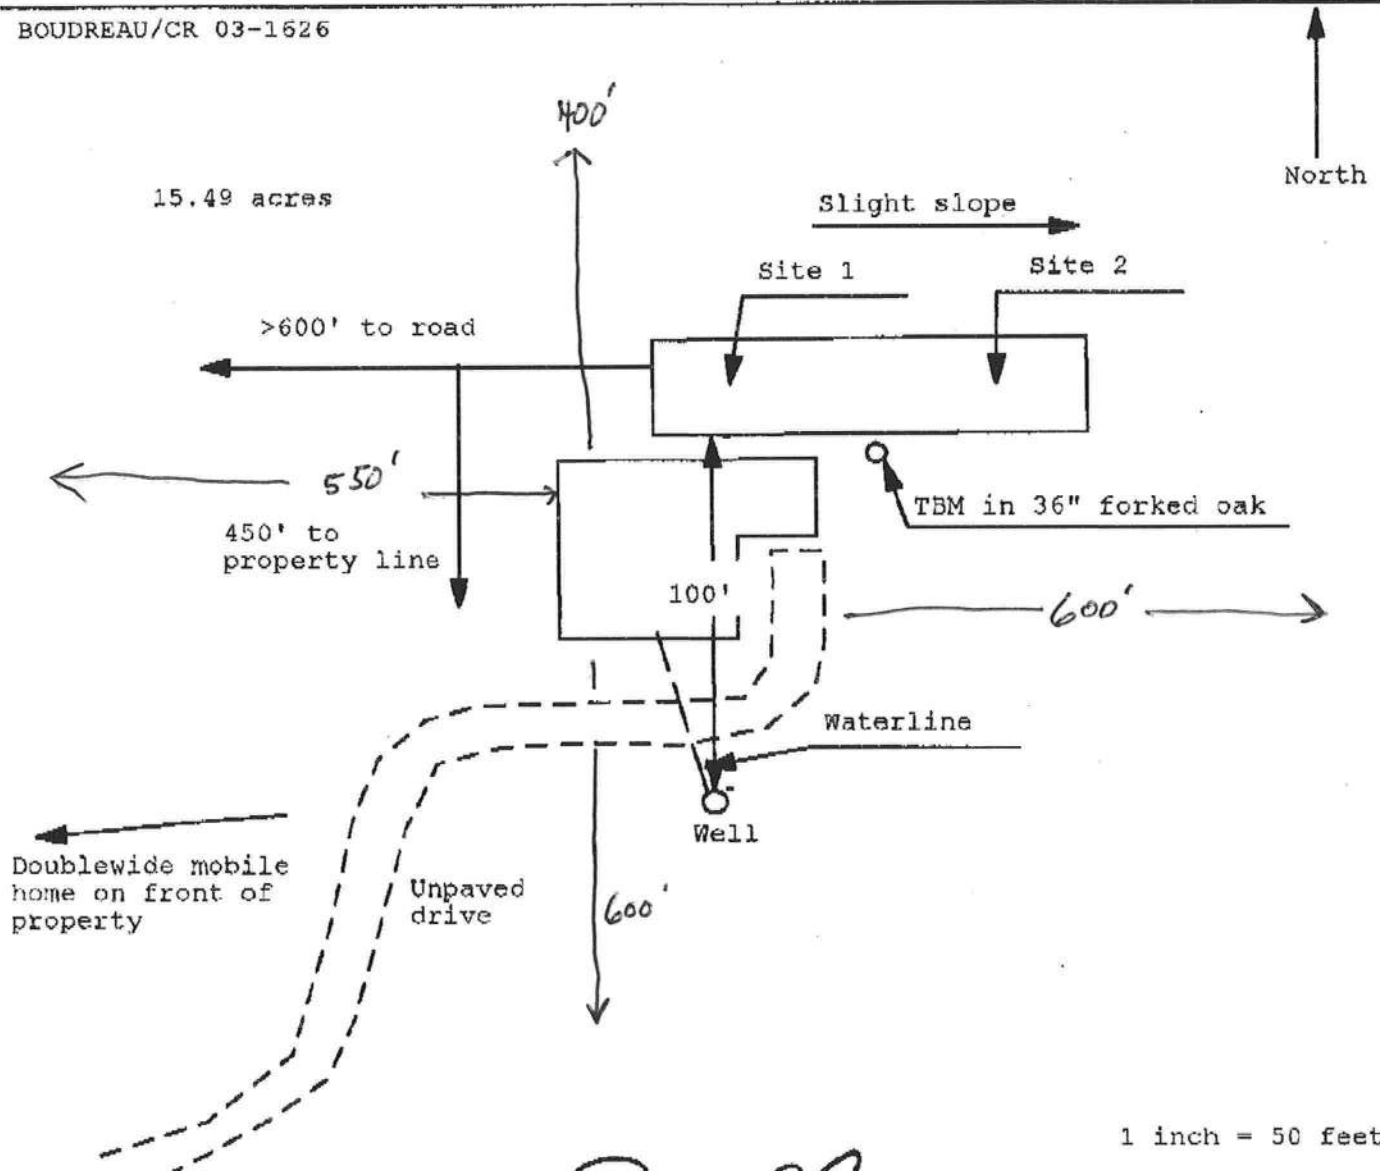 BOUDREAU/CR 03-1626
400'
15.49 acres
North
Slight slope
Site 1
Site 2
>600' to road
550'
450' to
property line
TBM in 36" forked oak
100'
600'
Waterline
Well
Doublewide mobile
home on front of
property
Unpaved
drive
600'
1 inch = 50 feet